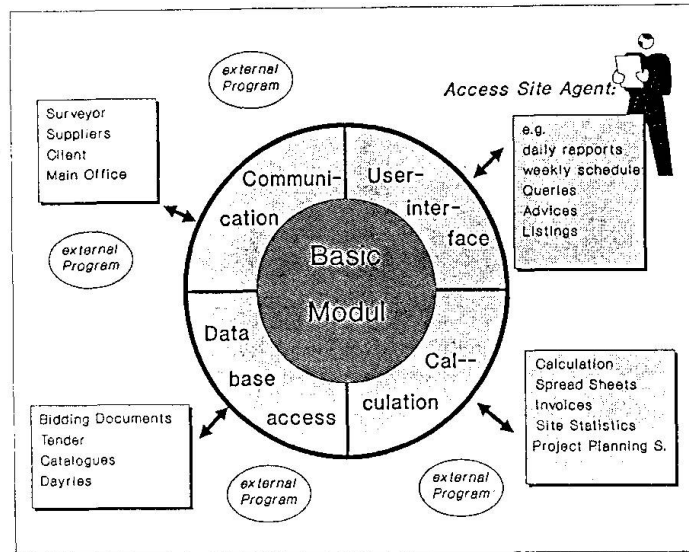 external
Program
Access Site Agent:
Surveyor
Suppliers
Client
Main Office
e.g.
daily rapports
weekly schedule
Queries
Advices
Listings
Communi-
cation
User-
inter-
face
external
Program
Basic
Modul
Data
base
access
Cal--
culation
Bidding Documents
Tender
Catalogues
Dayries
Calculation
Spread Sheets
Invoices
Site Statistics
Project Planning S.
external
Program
external
Program